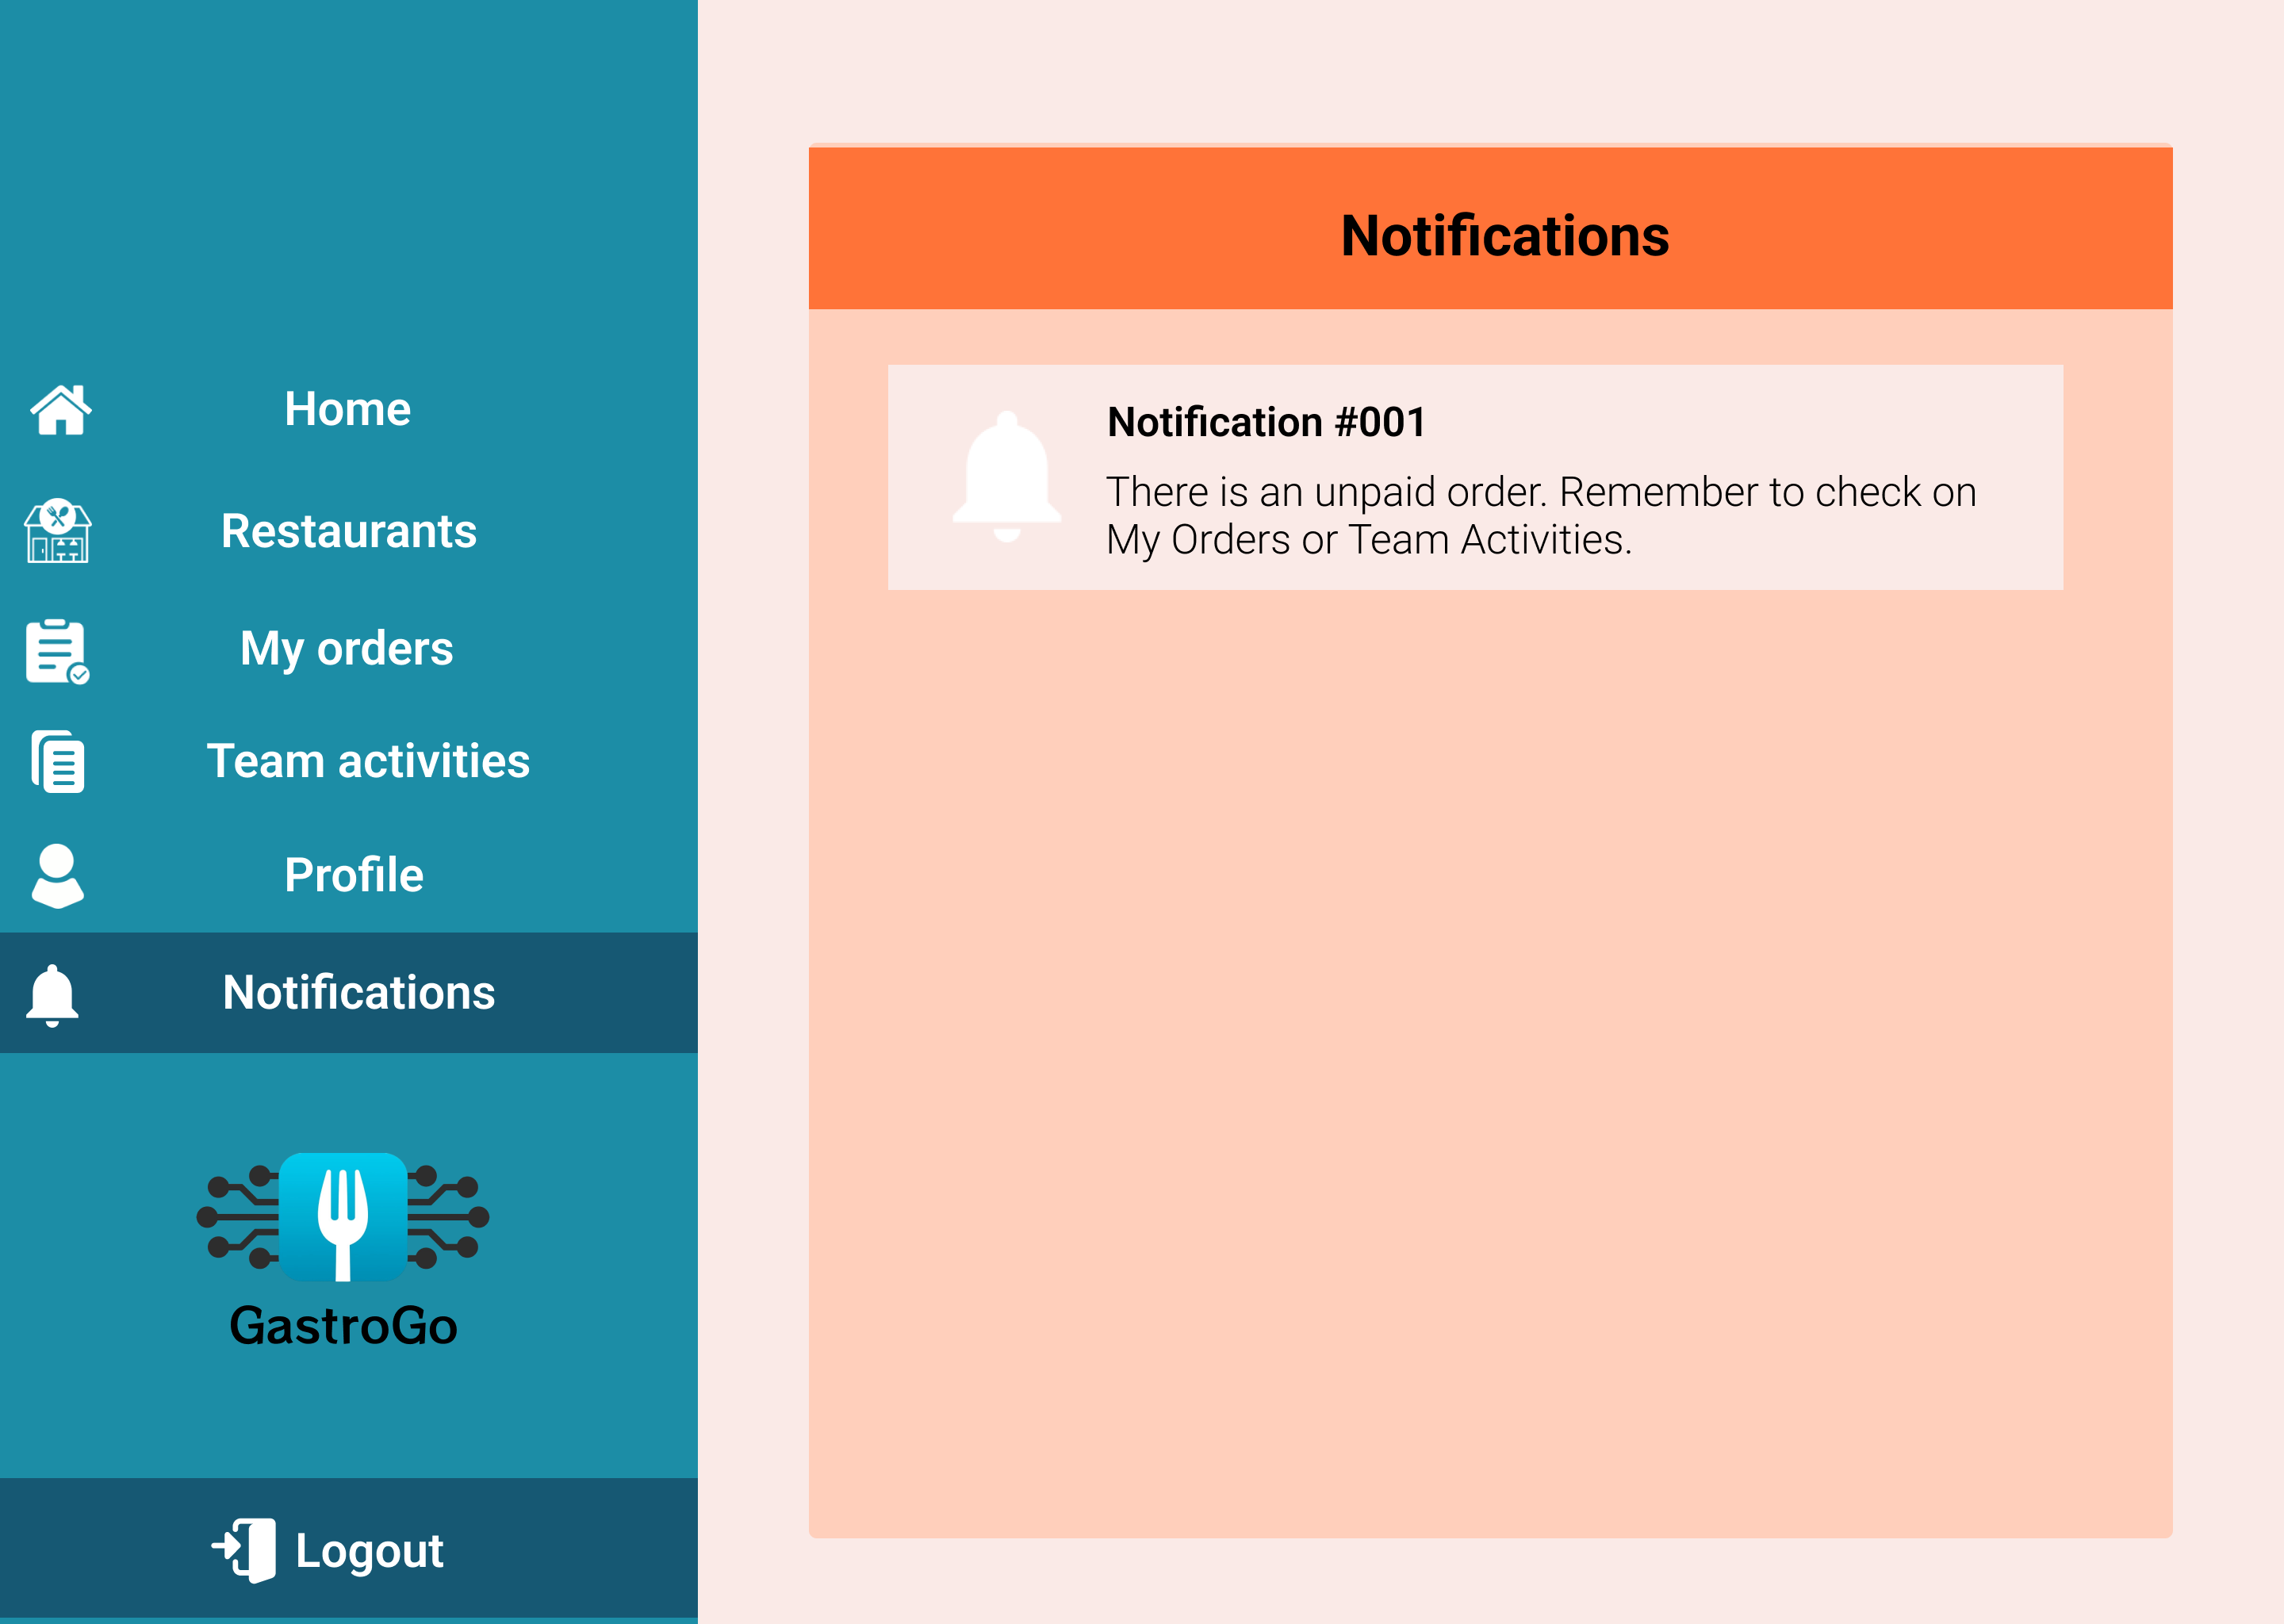 Home
Restaurants
My orders
Team activities
Profile
Notifications
GastroGo
Logout
Notifications
Notification #001
There is an unpaid order. Remember to check on
My Orders or Team Activities.